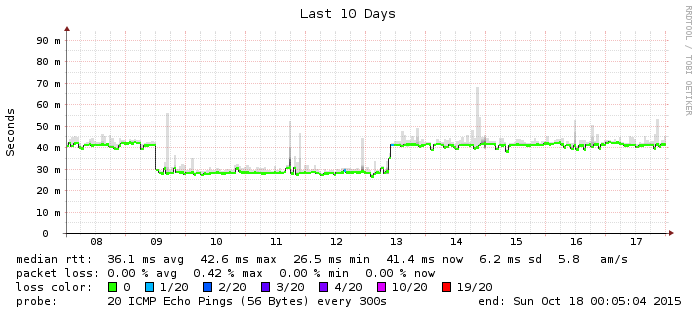 Last 10 Days
RRDTOOL / TOBI OETIKER
Seconds
90 m
80 m
70 m
60 m
50 m
40 m
30 m
20 m
10 m
0
08 09 10 11 12 13 14 15 16 17
median rtt: 36.1 ms avg 42.6 ms max 26.5 ms min 41.4 ms now 6.2 ms sd 5.8 am/s
packet loss: 0.00 % avg 0.42 % max 0.00 % min 0.00 % now
loss color: 0 1/20 2/20 3/20 4/20 10/20 19/20
probe: 20 ICMP Echo Pings (56 Bytes) every 300s end: Sun Oct 18 00:05:04 2015